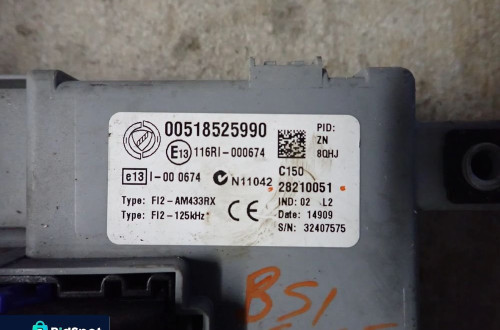 00518525990
PID:
ZN
8QHJ
E13 116RI-000674
e13 I-00 0674
N11042
C150
28210051
Type: FI2-AM433RX
IND: 02 L2
Type: FI2-125kHz
CE
Date: 14909
S/N: 32407575
BSI